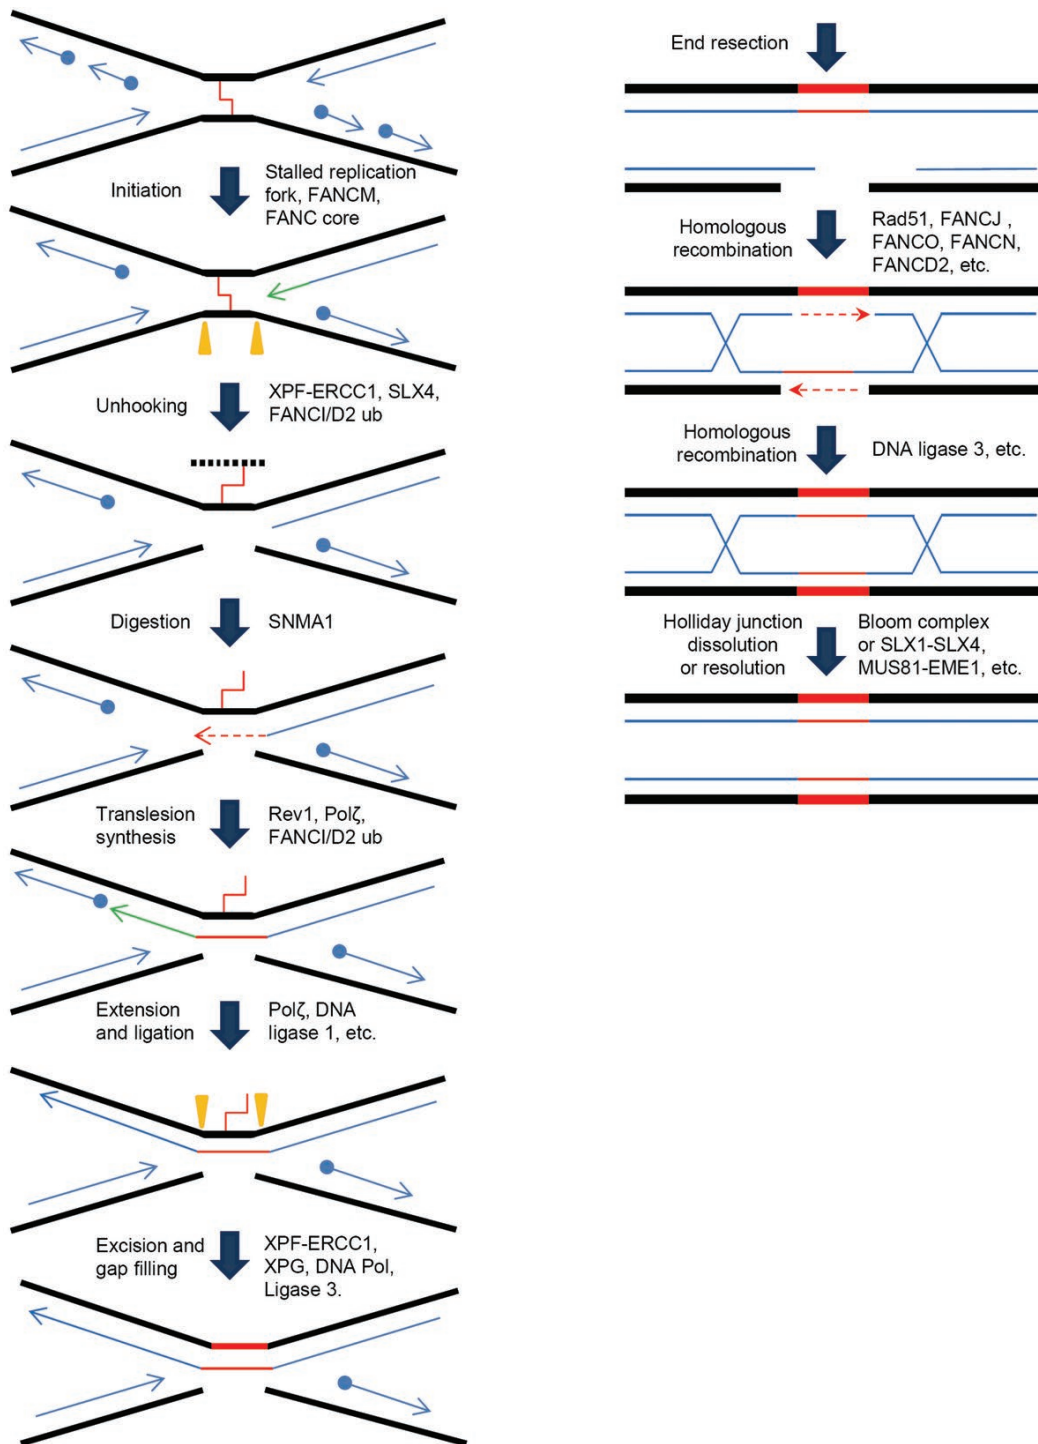 Initiation
Stalled replication
fork, FANCM,
FANC core
Unhooking
XPF-ERCC1, SLX4,
FANCI/D2 ub
Digestion
SNMA1
Translesion
synthesis
Rev1, Polζ,
FANCI/D2 ub
Extension
and ligation
Polζ, DNA
ligase 1, etc.
Excision and
gap filling
XPF-ERCC1,
XPG, DNA Pol,
Ligase 3.
End resection
Homologous
recombination
Rad51, FANCJ ,
FANCO, FANCN,
FANCD2, etc.
Homologous
recombination
DNA ligase 3, etc.
Holliday junction
dissolution
or resolution
Bloom complex
or SLX1-SLX4,
MUS81-EME1, etc.